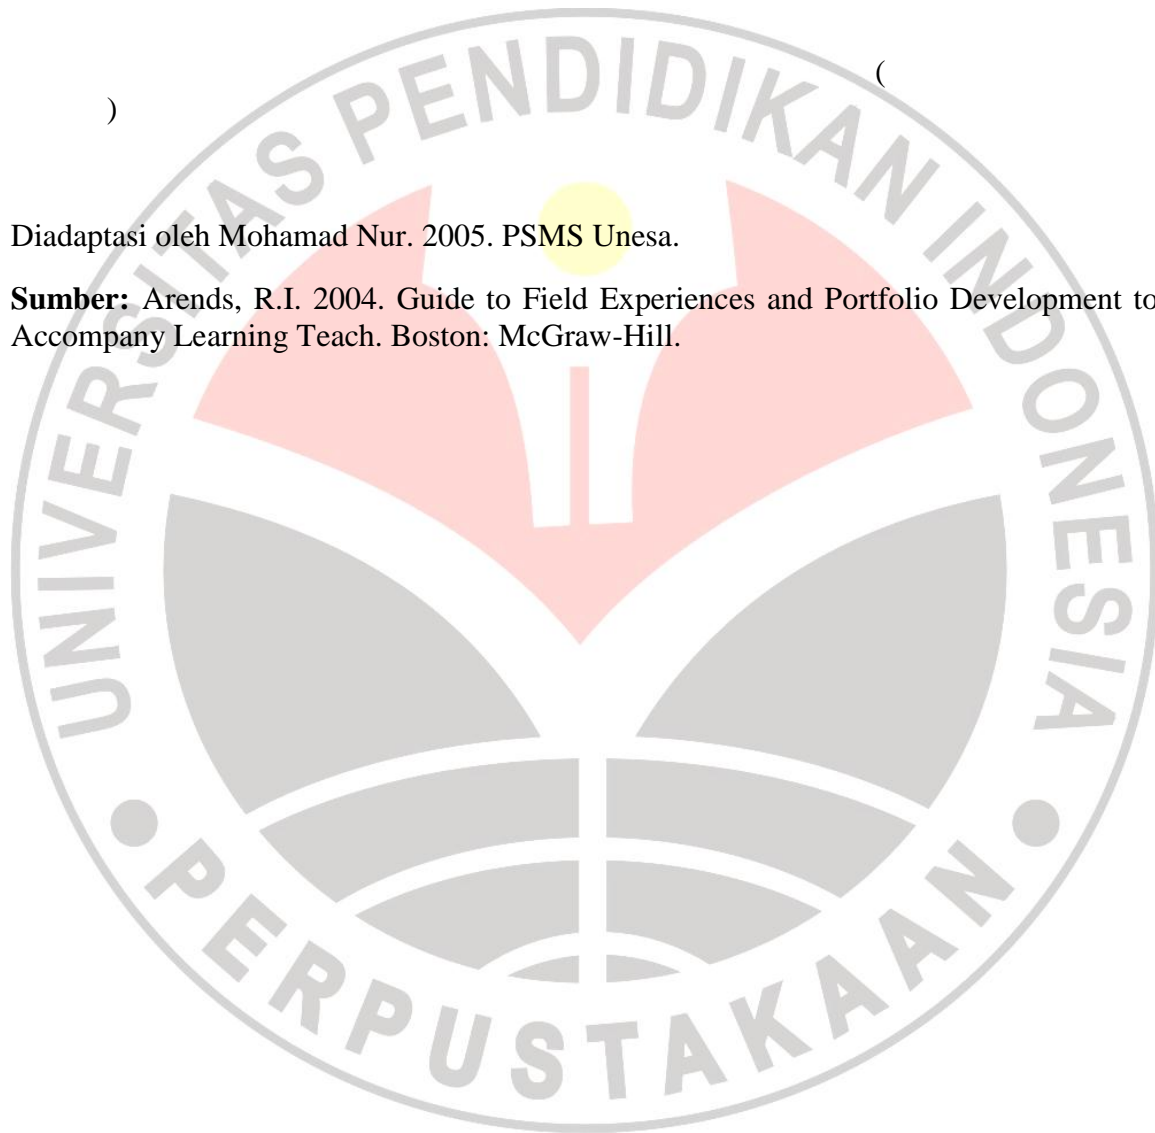 (
)
Diadaptasi oleh Mohamad Nur. 2005. PSMS Unesa.
Sumber: Arends, R.I. 2004. Guide to Field Experiences and Portfolio Development to
Accompany Learning Teach. Boston: McGraw-Hill.
UNIVERSITAS PENDIDIKAN INDONESIA
PERPUSTAKAAN